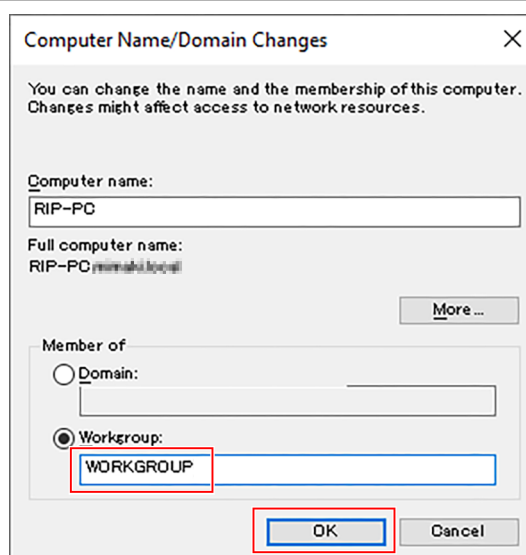 Computer Name/Domain Changes
You can change the name and the membership of this computer.
Changes might affect access to network resources.
Computer name:
RIP-PC
Full computer name:
RIP-PC
More...
Member of
Domain:
Workgroup:
WORKGROUP
OK
Cancel